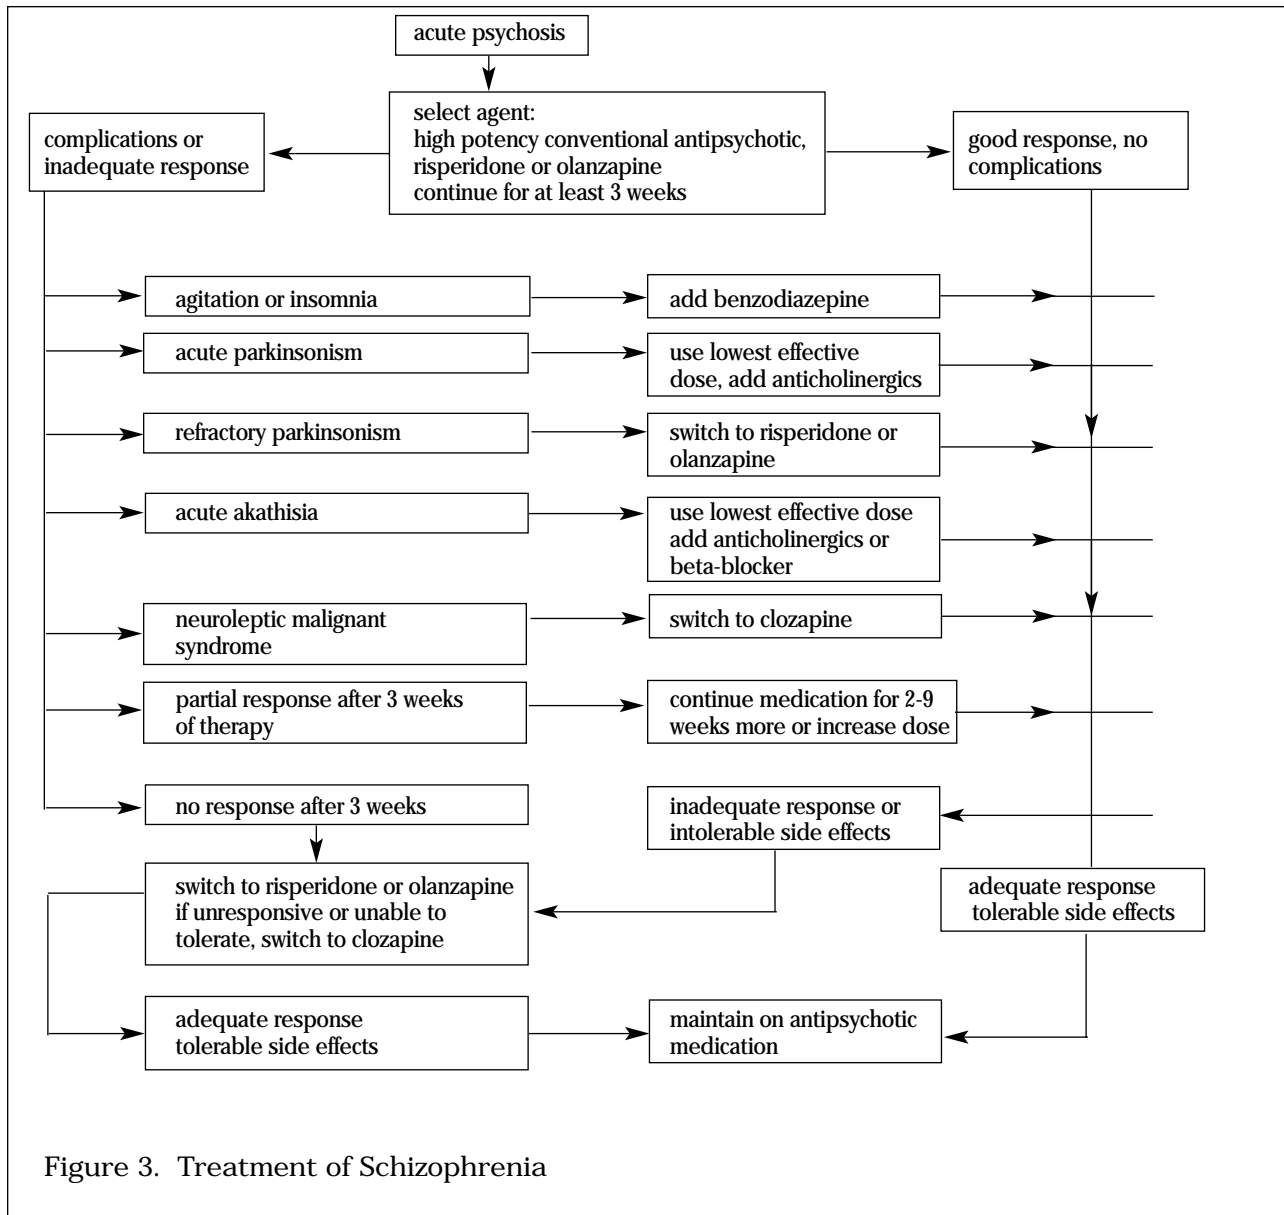 acute psychosis
select agent:
high potency conventional antipsychotic,
risperidone or olanzapine
continue for at least 3 weeks
complications or
inadequate response
good response, no
complications
agitation or insomnia
add benzodiazepine
acute parkinsonism
use lowest effective
dose, add anticholinergics
refractory parkinsonism
switch to risperidone or
olanzapine
acute akathisia
use lowest effective dose
add anticholinergics or
beta-blocker
neuroleptic malignant
syndrome
switch to clozapine
partial response after 3 weeks
of therapy
continue medication for 2-9
weeks more or increase dose
no response after 3 weeks
inadequate response or
intolerable side effects
switch to risperidone or olanzapine
if unresponsive or unable to
tolerate, switch to clozapine
adequate response
tolerable side effects
adequate response
tolerable side effects
maintain on antipsychotic
medication
Figure 3. Treatment of Schizophrenia